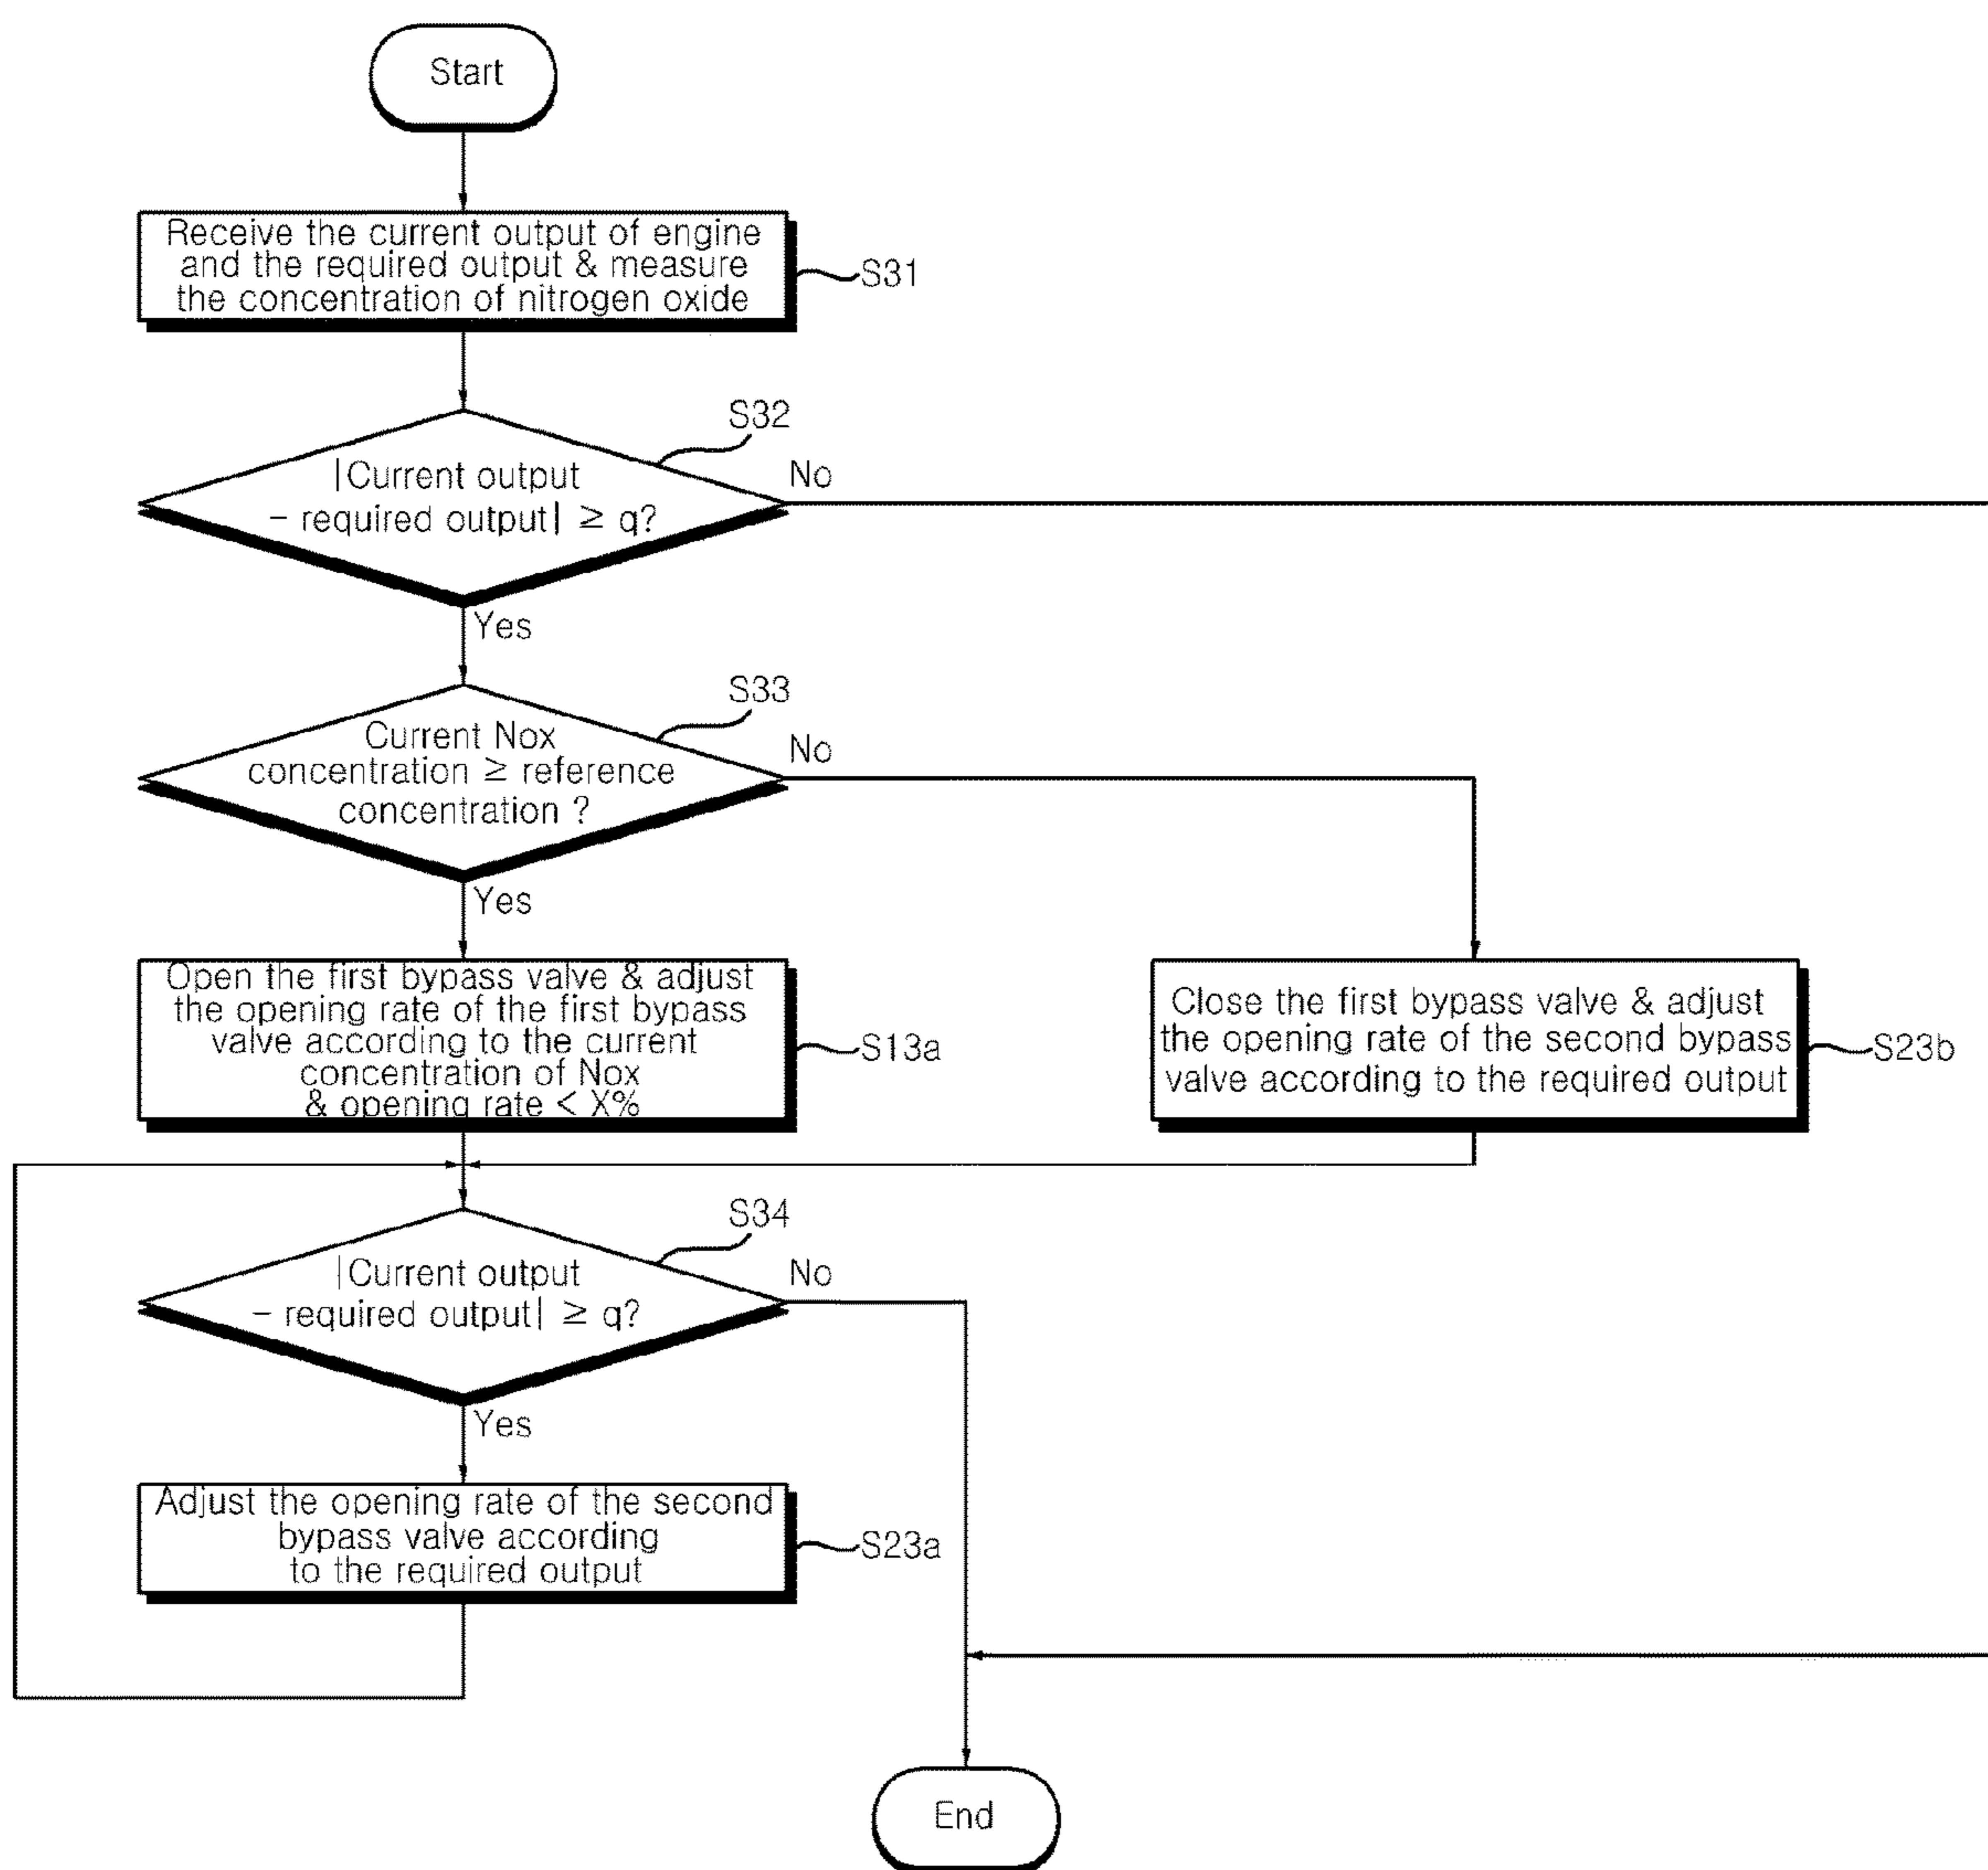 Start
Receive the current output of engine
and the required output & measure
the concentration of nitrogen oxide
S31
S32
|Current output
- required output| ≥ q?
No
Yes
S33
Current Nox
concentration ≥ reference
concentration ?
No
Yes
Open the first bypass valve & adjust
the opening rate of the first bypass
valve according to the current
concentration of Nox
& opening rate < X%
S13a
Close the first bypass valve & adjust
the opening rate of the second bypass
valve according to the required output
S23b
S34
|Current output
- required output| ≥ q?
No
Yes
Adjust the opening rate of the second
bypass valve according
to the required output
S23a
End